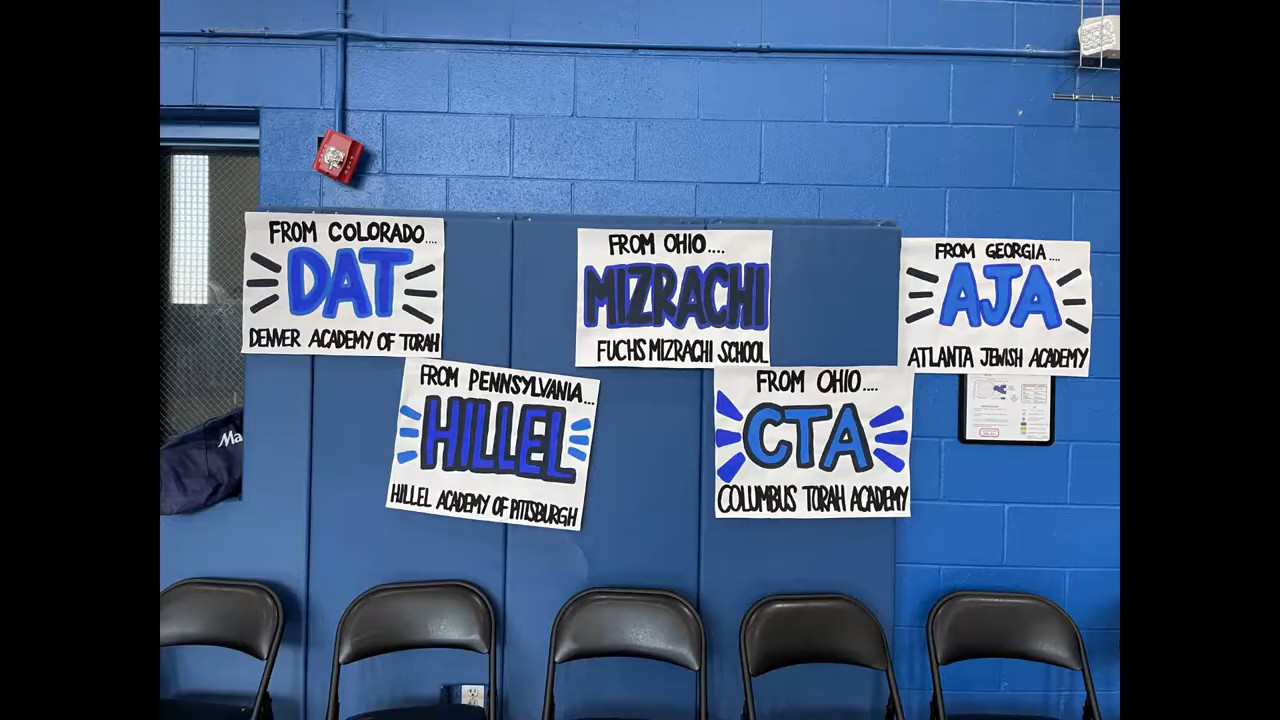 FROM COLORADO....
DAT
DENVER ACADEMY OF TORAH
FROM OHIO....
MIZRACHI
FUCHS MIZRACHI SCHOOL
FROM GEORGIA....
AJA
ATLANTA JEWISH ACADEMY
FROM PENNSYLVANIA...
HILLEL
HILLEL ACADEMY OF PITTSBURGH
FROM OHIO....
CTA
COLUMBUS TORAH ACADEMY
Ma